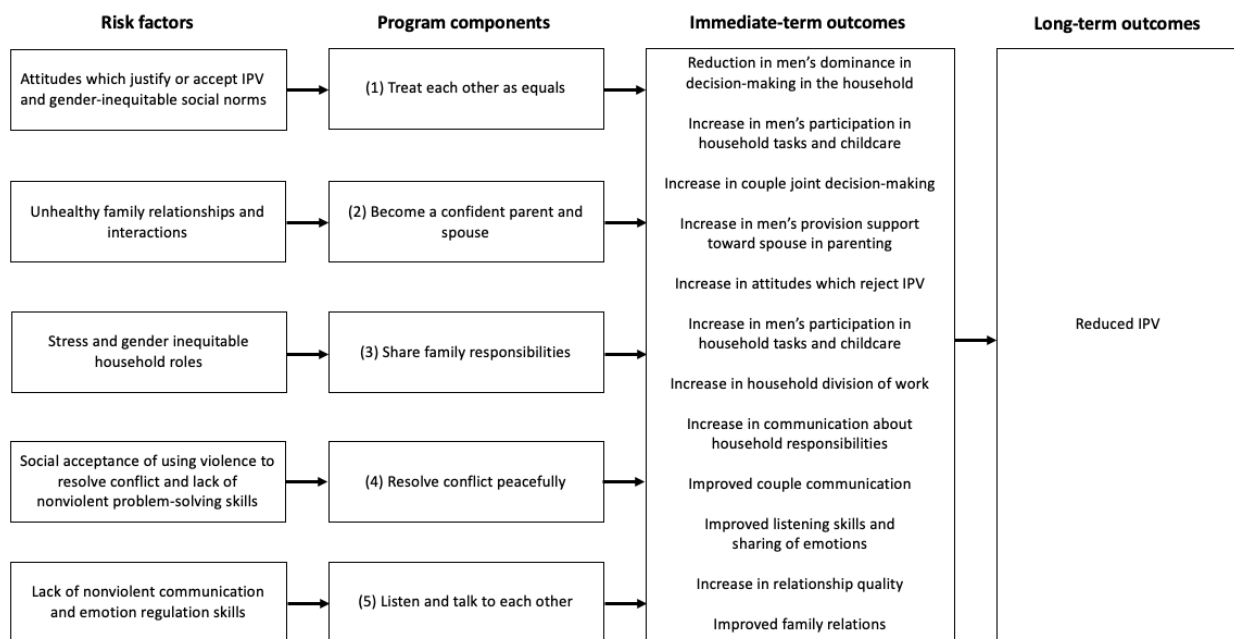 Risk factors
Program components
Immediate-term outcomes
Long-term outcomes
Attitudes which justify or accept IPV
and gender-inequitable social norms
(1) Treat each other as equals
Unhealthy family relationships and
interactions
(2) Become a confident parent and
spouse
Stress and gender inequitable
household roles
(3) Share family responsibilities
Social acceptance of using violence to
resolve conflict and lack of
nonviolent problem-solving skills
(4) Resolve conflict peacefully
Lack of nonviolent communication
and emotion regulation skills
(5) Listen and talk to each other
Reduction in men’s dominance in
decision-making in the household
Increase in men’s participation in
household tasks and childcare
Increase in couple joint decision-making
Increase in men’s provision support
toward spouse in parenting
Increase in attitudes which reject IPV
Increase in men’s participation in
household tasks and childcare
Increase in household division of work
Increase in communication about
household responsibilities
Improved couple communication
Improved listening skills and
sharing of emotions
Increase in relationship quality
Improved family relations
Reduced IPV